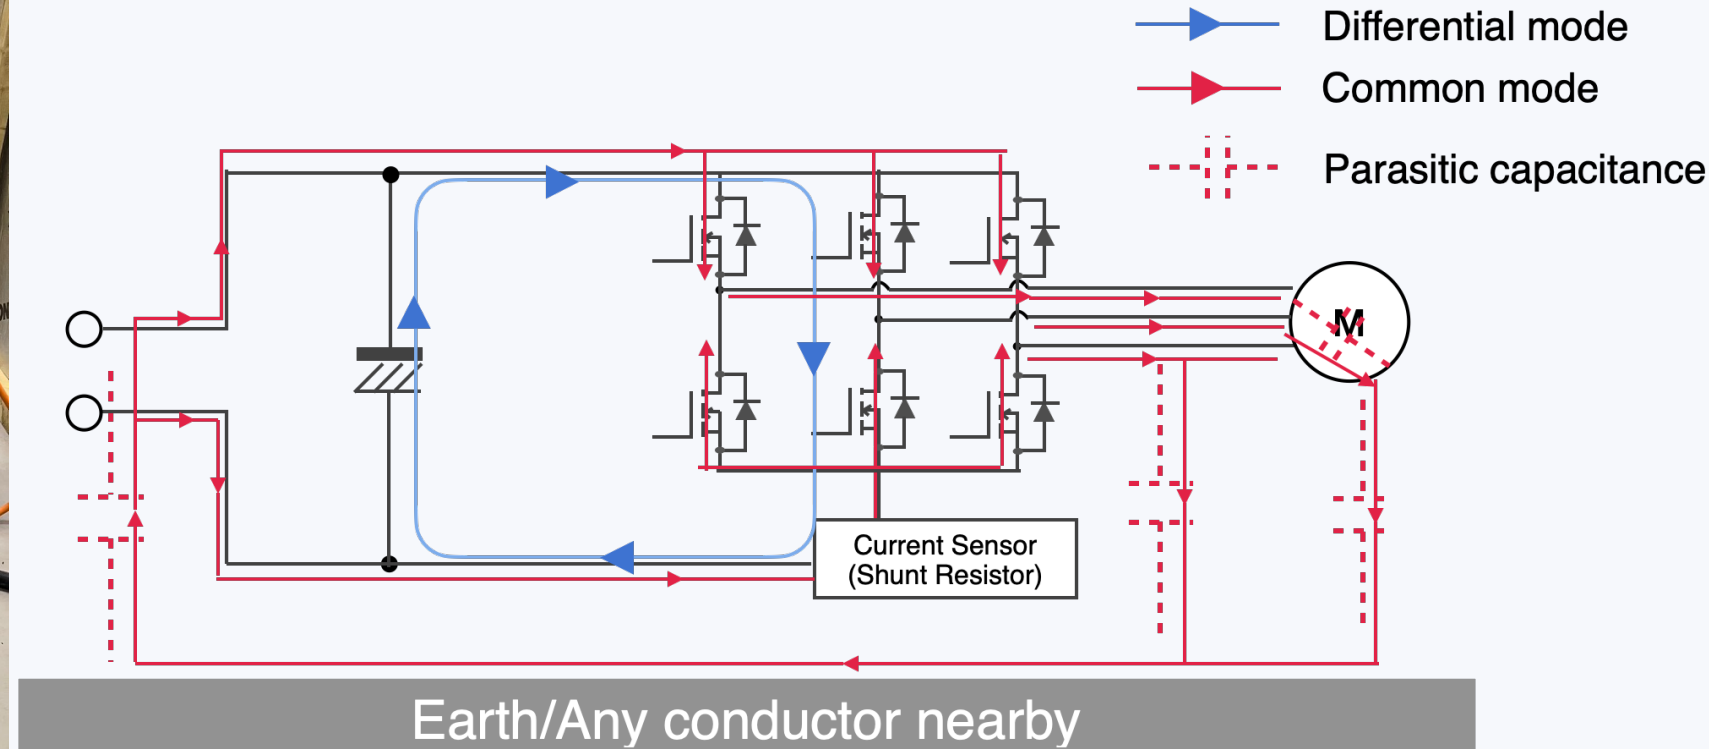 Differential mode
Common mode
Parasitic capacitance
M
Current Sensor
(Shunt Resistor)
Earth/Any conductor nearby